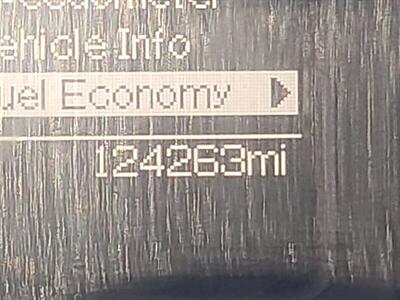 ehicle Info
uel Economy
124263mi